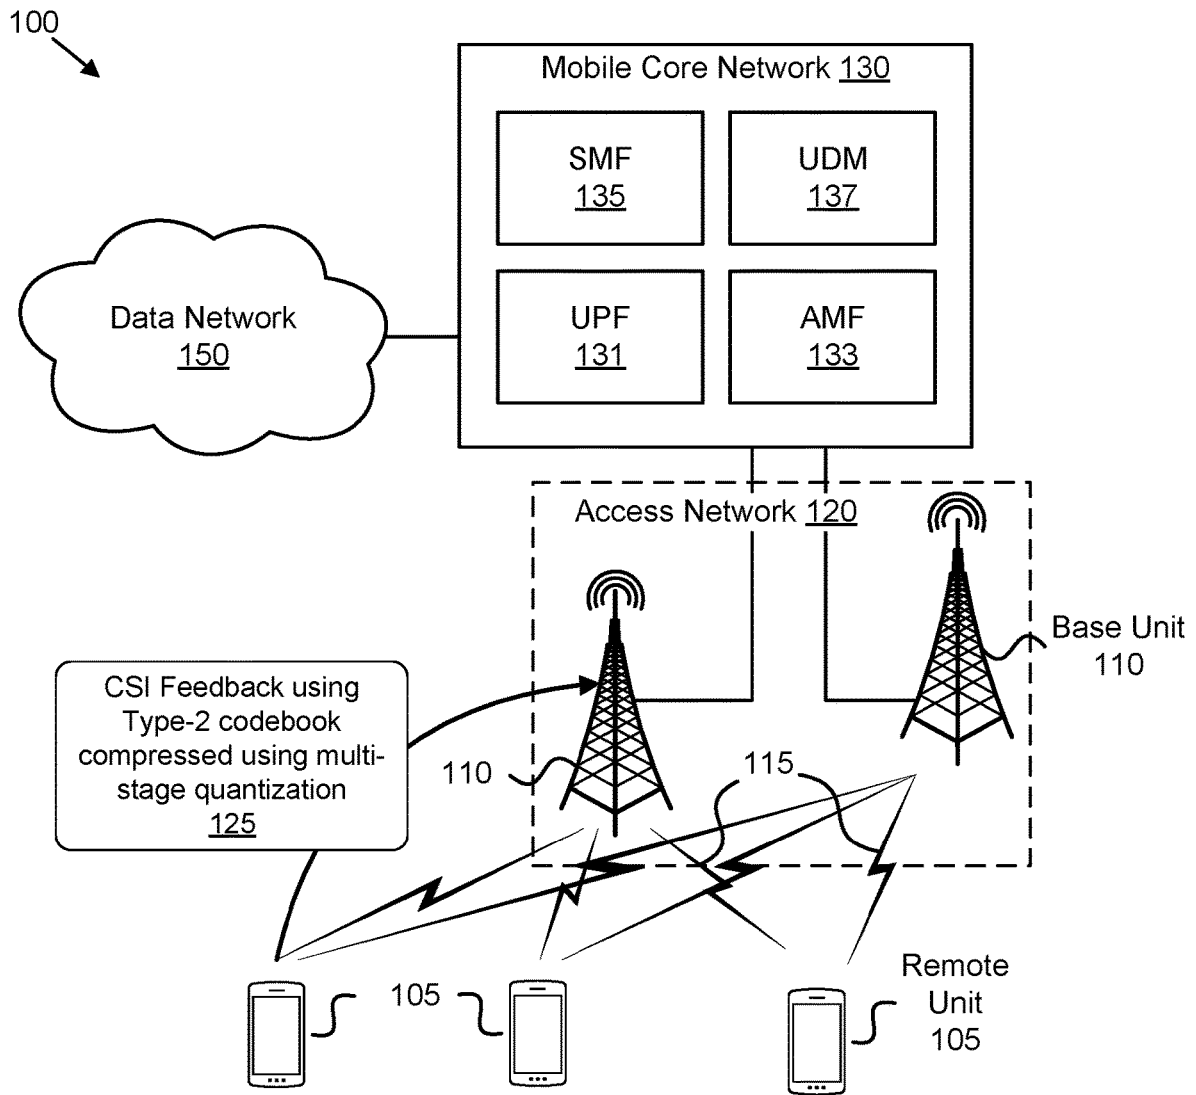 100
Mobile Core Network 130
SMF
135
UDM
137
UPF
131
AMF
133
Data Network
150
Access Network 120
Base Unit
110
CSI Feedback using
Type-2 codebook
compressed using multi-
stage quantization
125
110
115
105
Remote
Unit
105